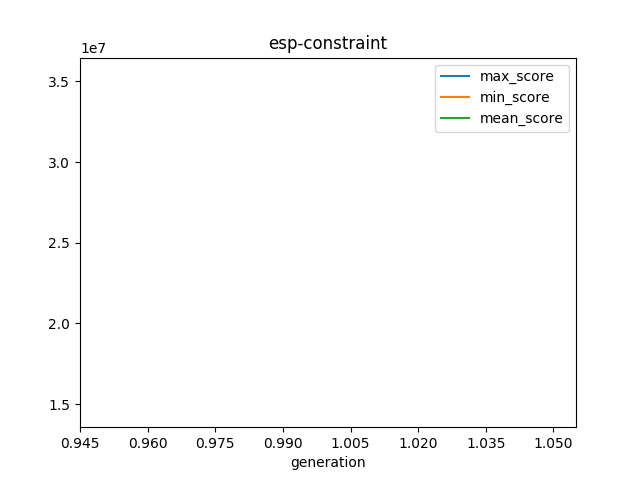 esp-constraint
1e7
3.5
3.0
2.5
2.0
1.5
max_score
min_score
mean_score
0.945 0.960 0.975 0.990 1.005 1.020 1.035 1.050
generation